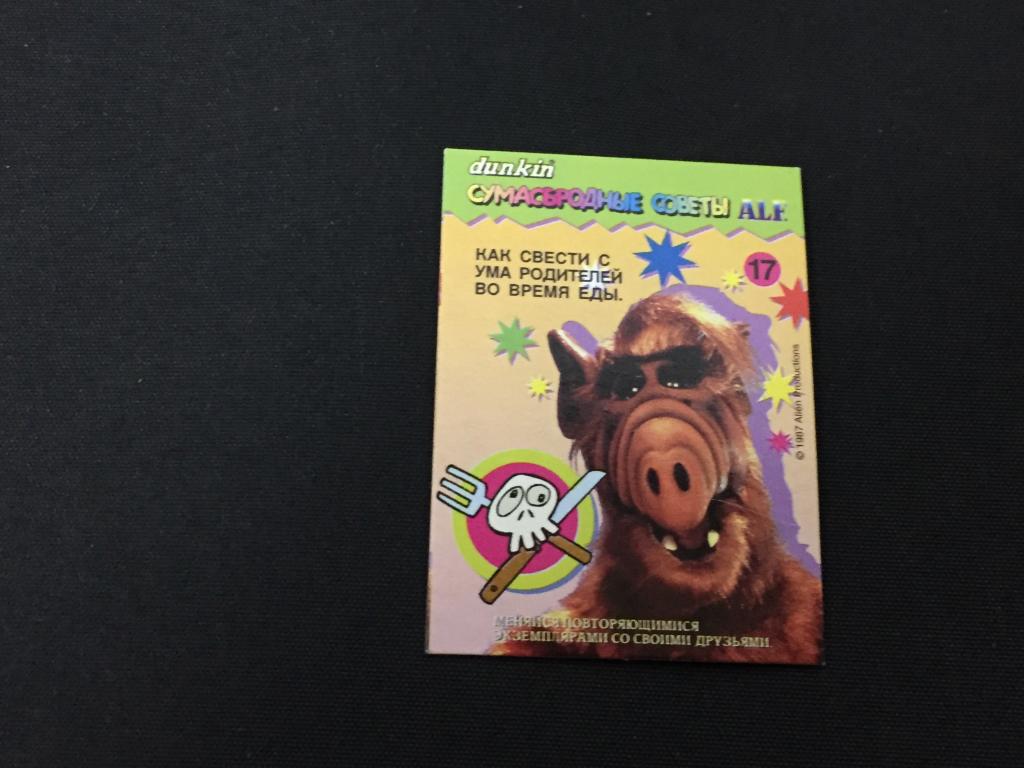 dunkin®
СУМАСБРОДНЫЕ СОВЕТЫ ALF
КАК СВЕСТИ С
УМА РОДИТЕЛЕЙ
ВО ВРЕМЯ ЕДЫ.
17
© 1987 Alien Productions
МЕНЯЙСЯ ПОВТОРЯЮЩИМИСЯ
ЭКЗЕМПЛЯРАМИ СО СВОИМИ ДРУЗЬЯМИ.